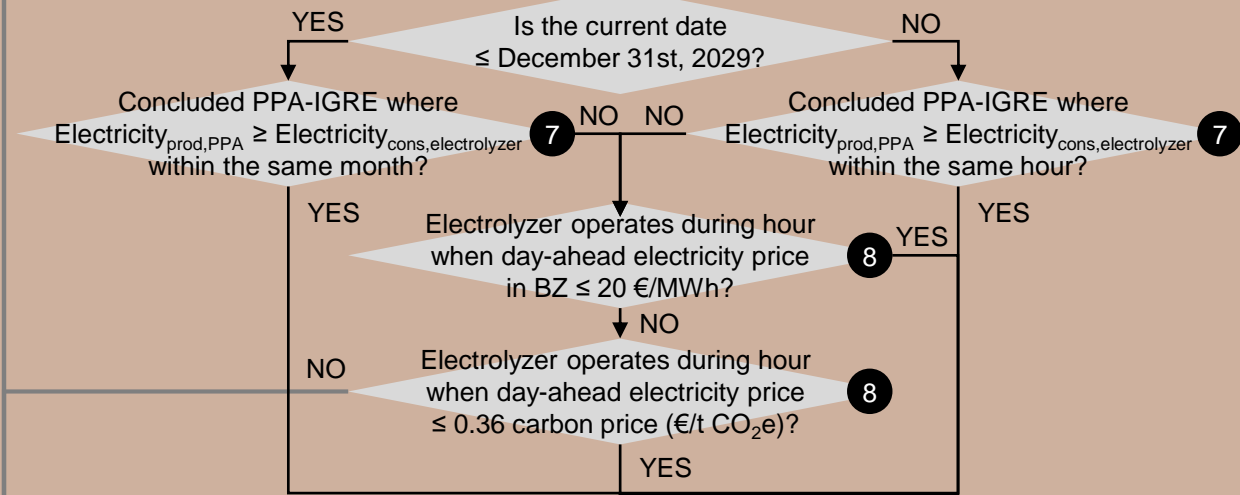 YES
Is the current date
≤ December 31st, 2029?
NO
Concluded PPA-IGRE where
Electricityprod,PPA ≥ Electricitycons,electrolyzer
within the same month?
7
NO NO
Concluded PPA-IGRE where
Electricityprod,PPA ≥ Electricitycons,electrolyzer
within the same hour?
7
YES
YES
Electrolyzer operates during hour
when day-ahead electricity price
in BZ ≤ 20 €/MWh?
8
YES
NO
NO
Electrolyzer operates during hour
when day-ahead electricity price
≤ 0.36 carbon price (€/t CO2e)?
8
YES